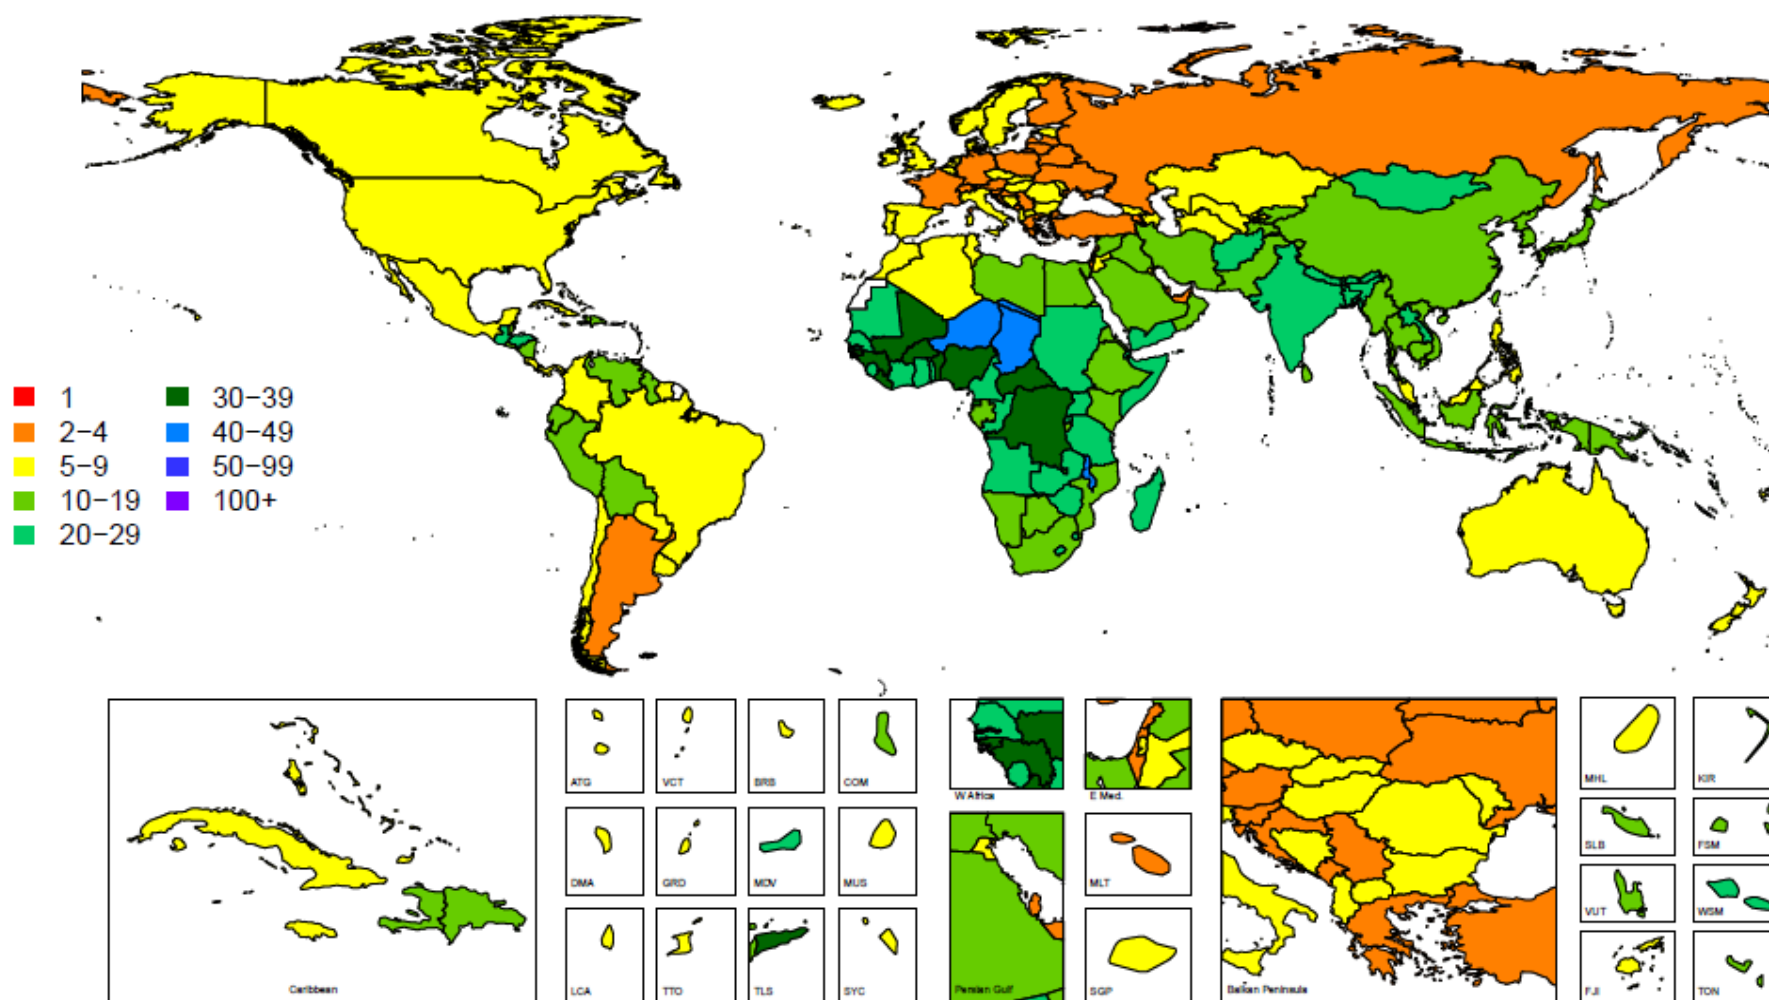 1
2−4
5−9
10−19
20−29
30−39
40−49
50−99
100+
Caribbean
ATG
VCT
BRB
COM
DMA
GRD
MDV
MUS
LCA
TTO
TLS
SYC
W Africa
E Med.
Persian Gulf
MLT
SGP
Balkan Peninsula
MHL
KIR
SLB
FSM
VUT
WSM
FJI
TON